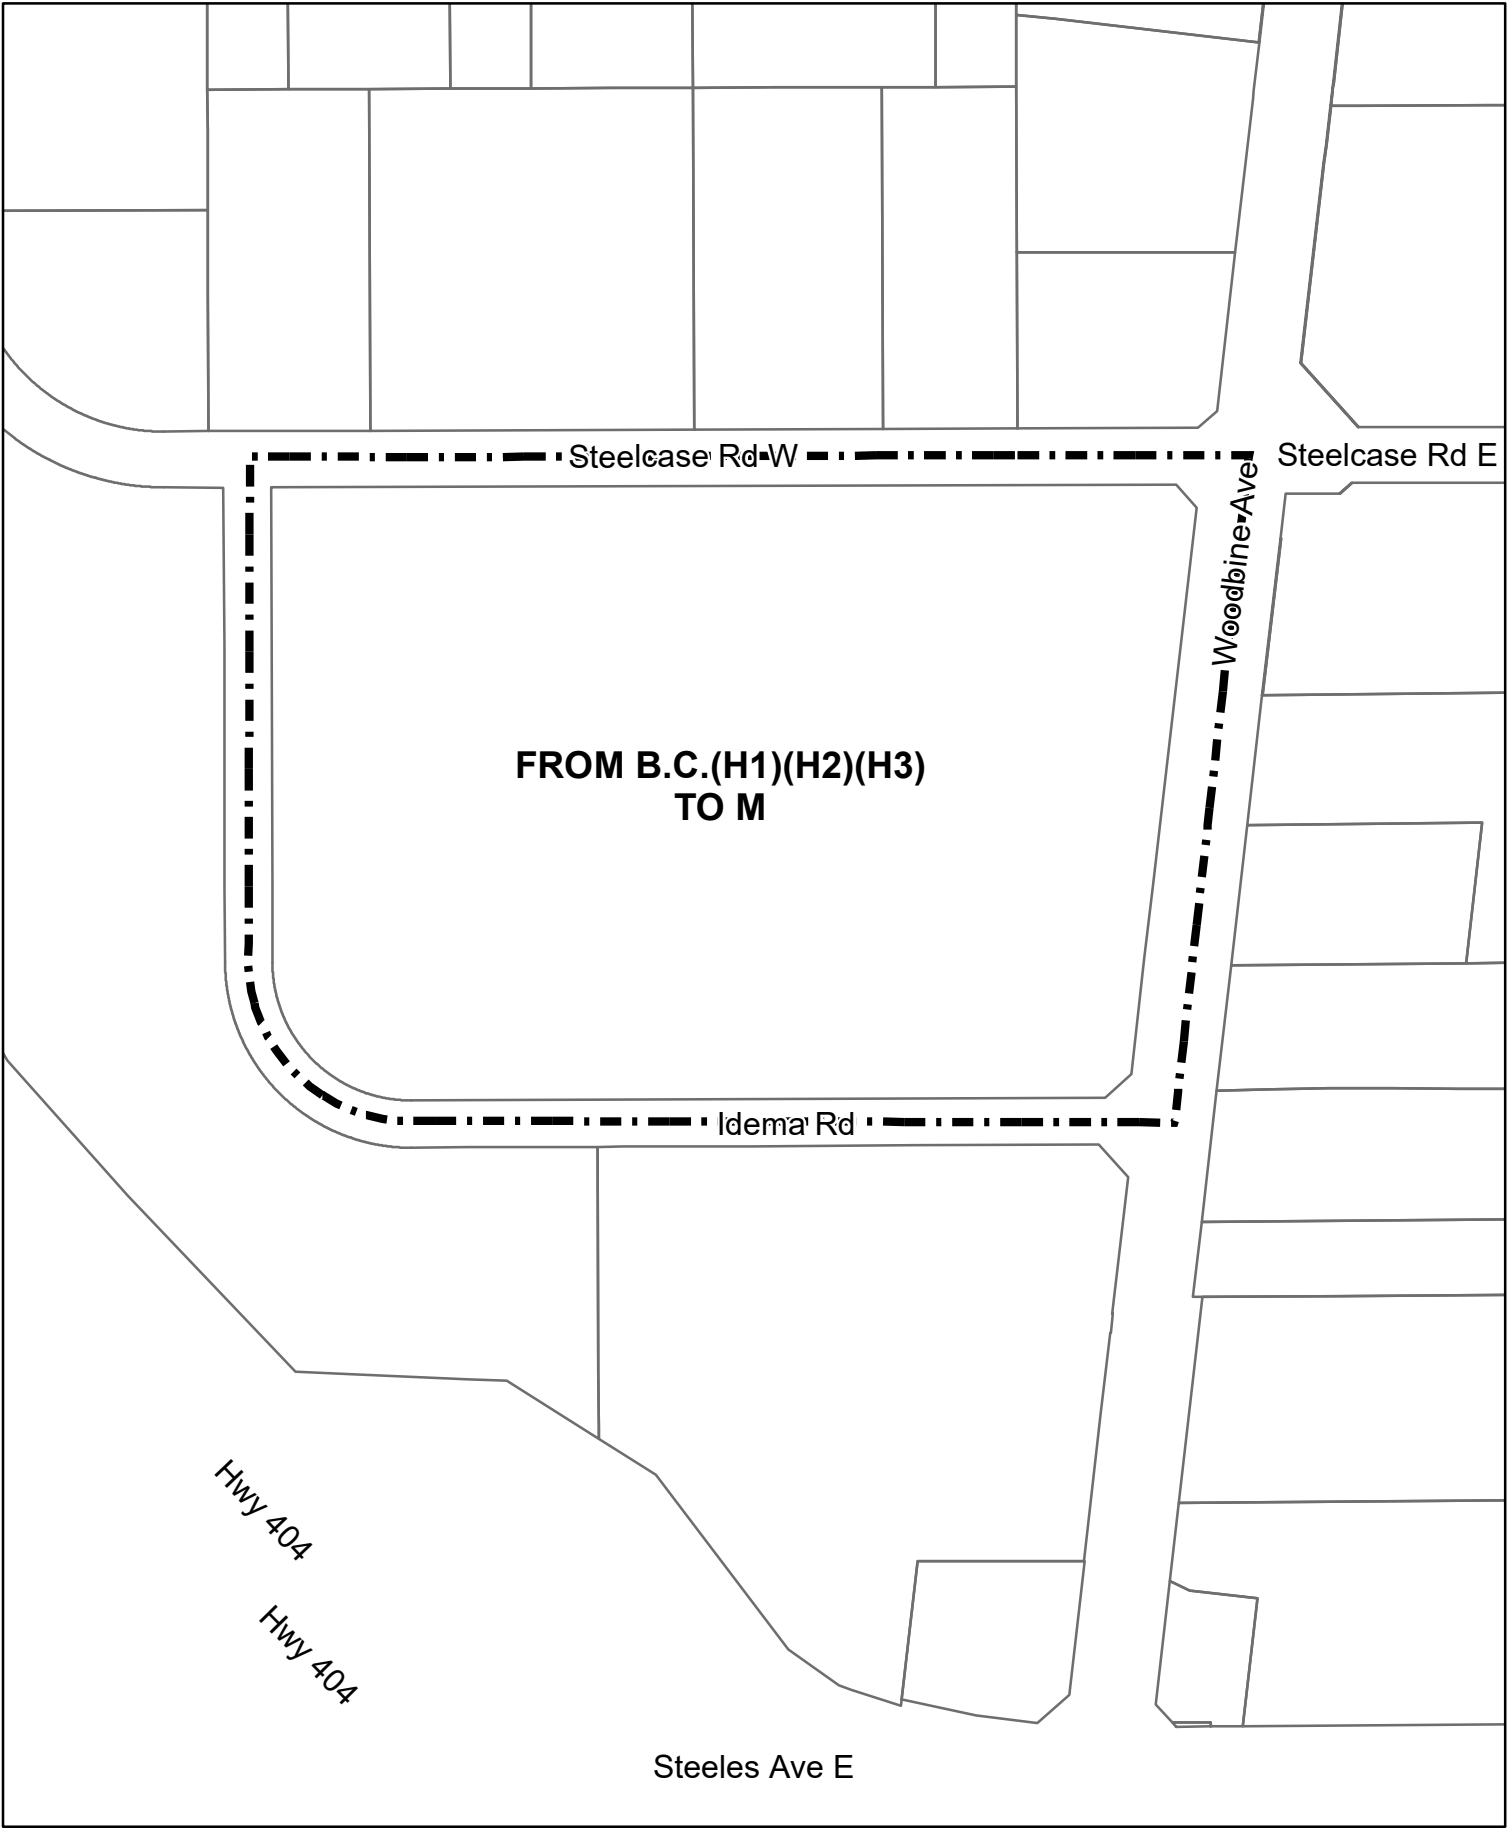 Steelcase Rd W
Steelcase Rd E
Woodbine Ave
FROM B.C.(H1)(H2)(H3)
TO M
Idema Rd
Hwy 404
Hwy 404
Steeles Ave E